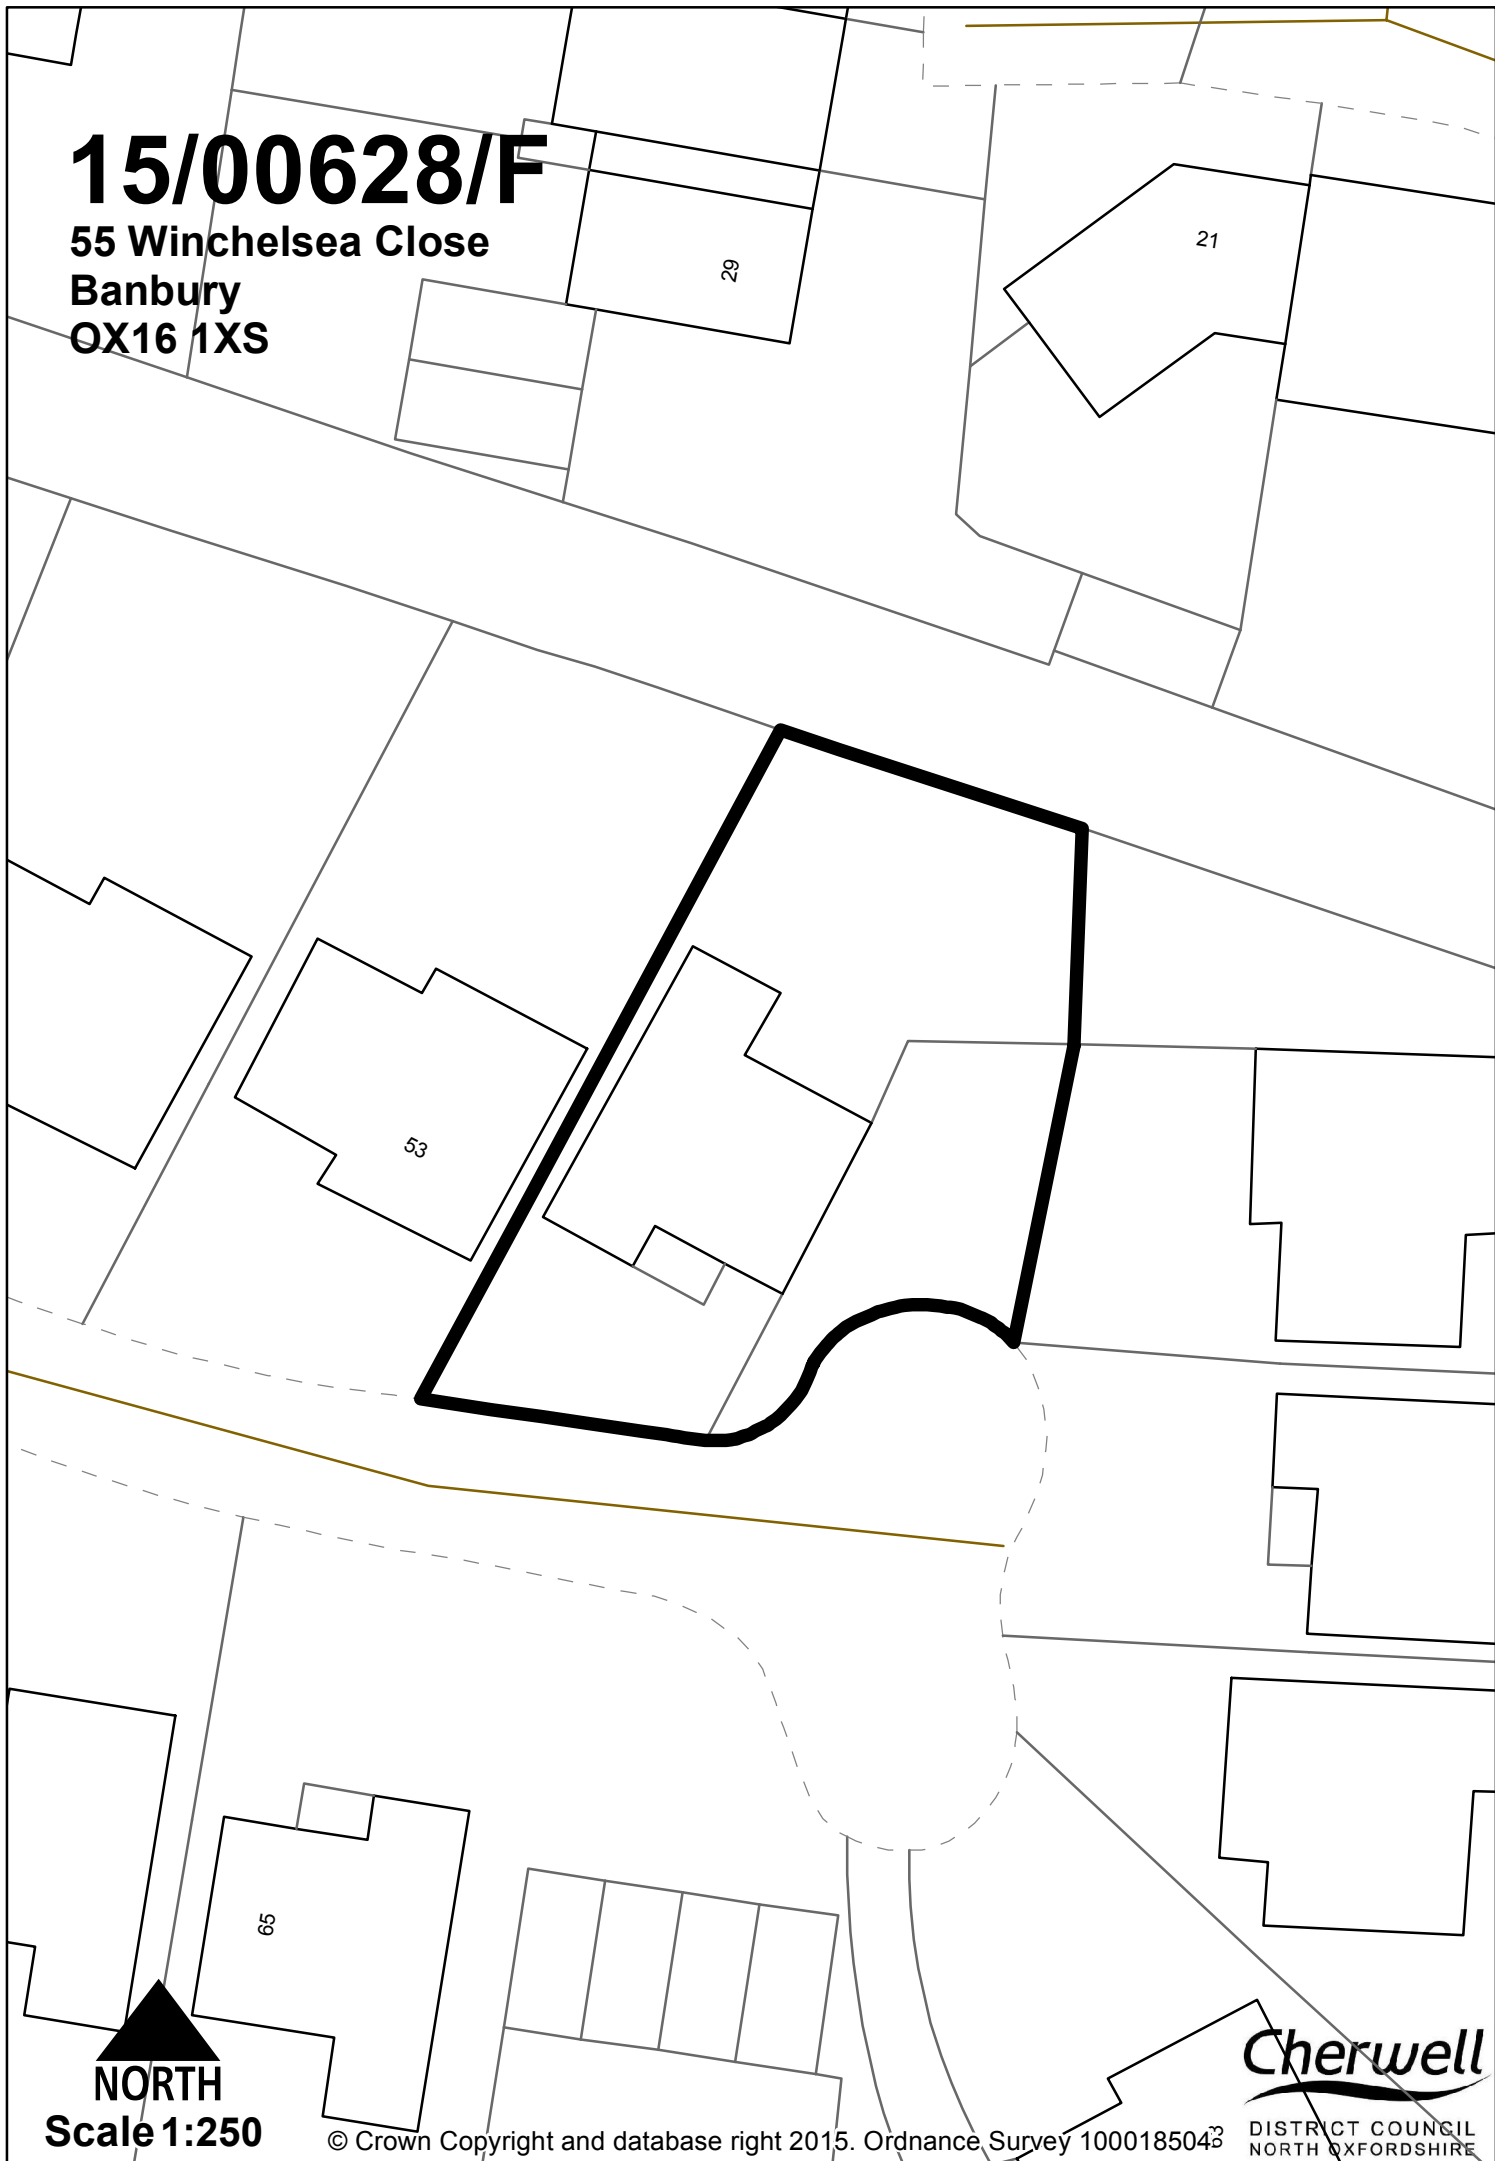 15/00628/F
55 Winchelsea Close
Banbury
OX16 1XS
29
21
53
65
NORTH
Scale 1:250
© Crown Copyright and database right 2015. Ordnance Survey 100018504
Cherwell
DISTRICT COUNCIL
NORTH OXFORDSHIRE